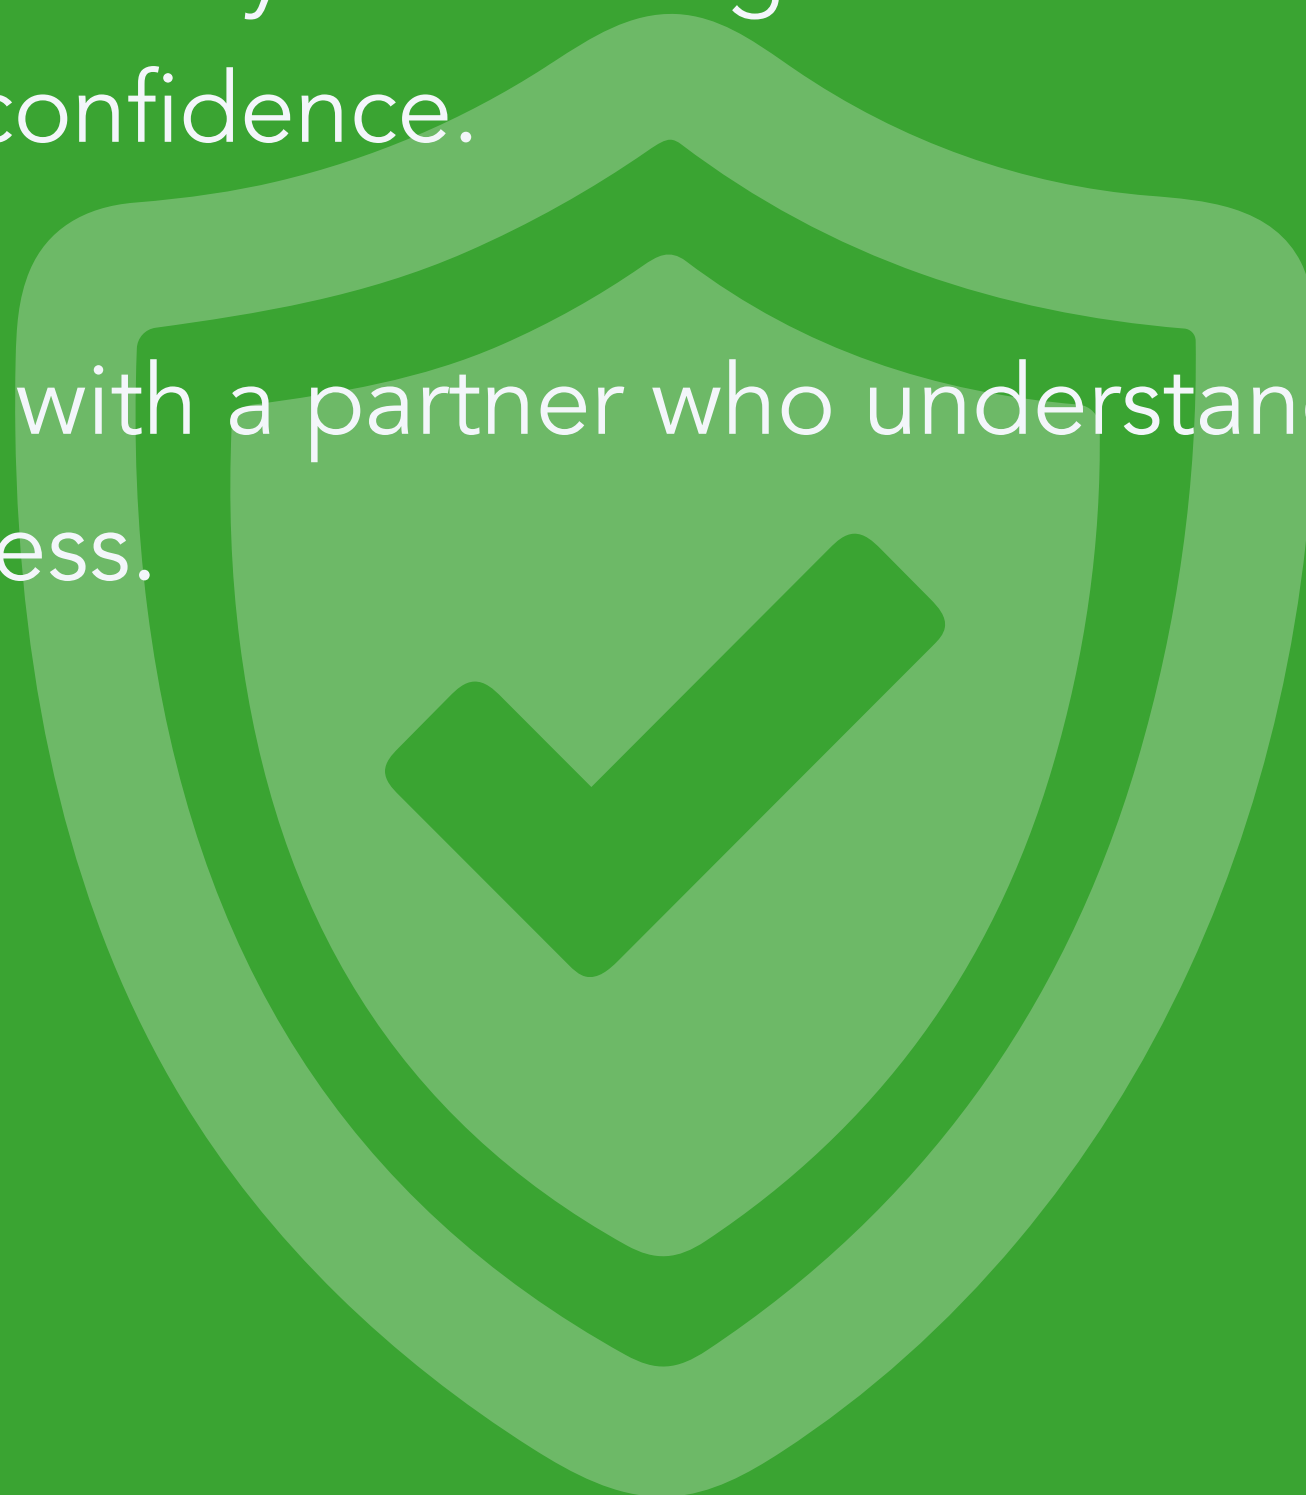 confidence.
with a partner who understan
ess.